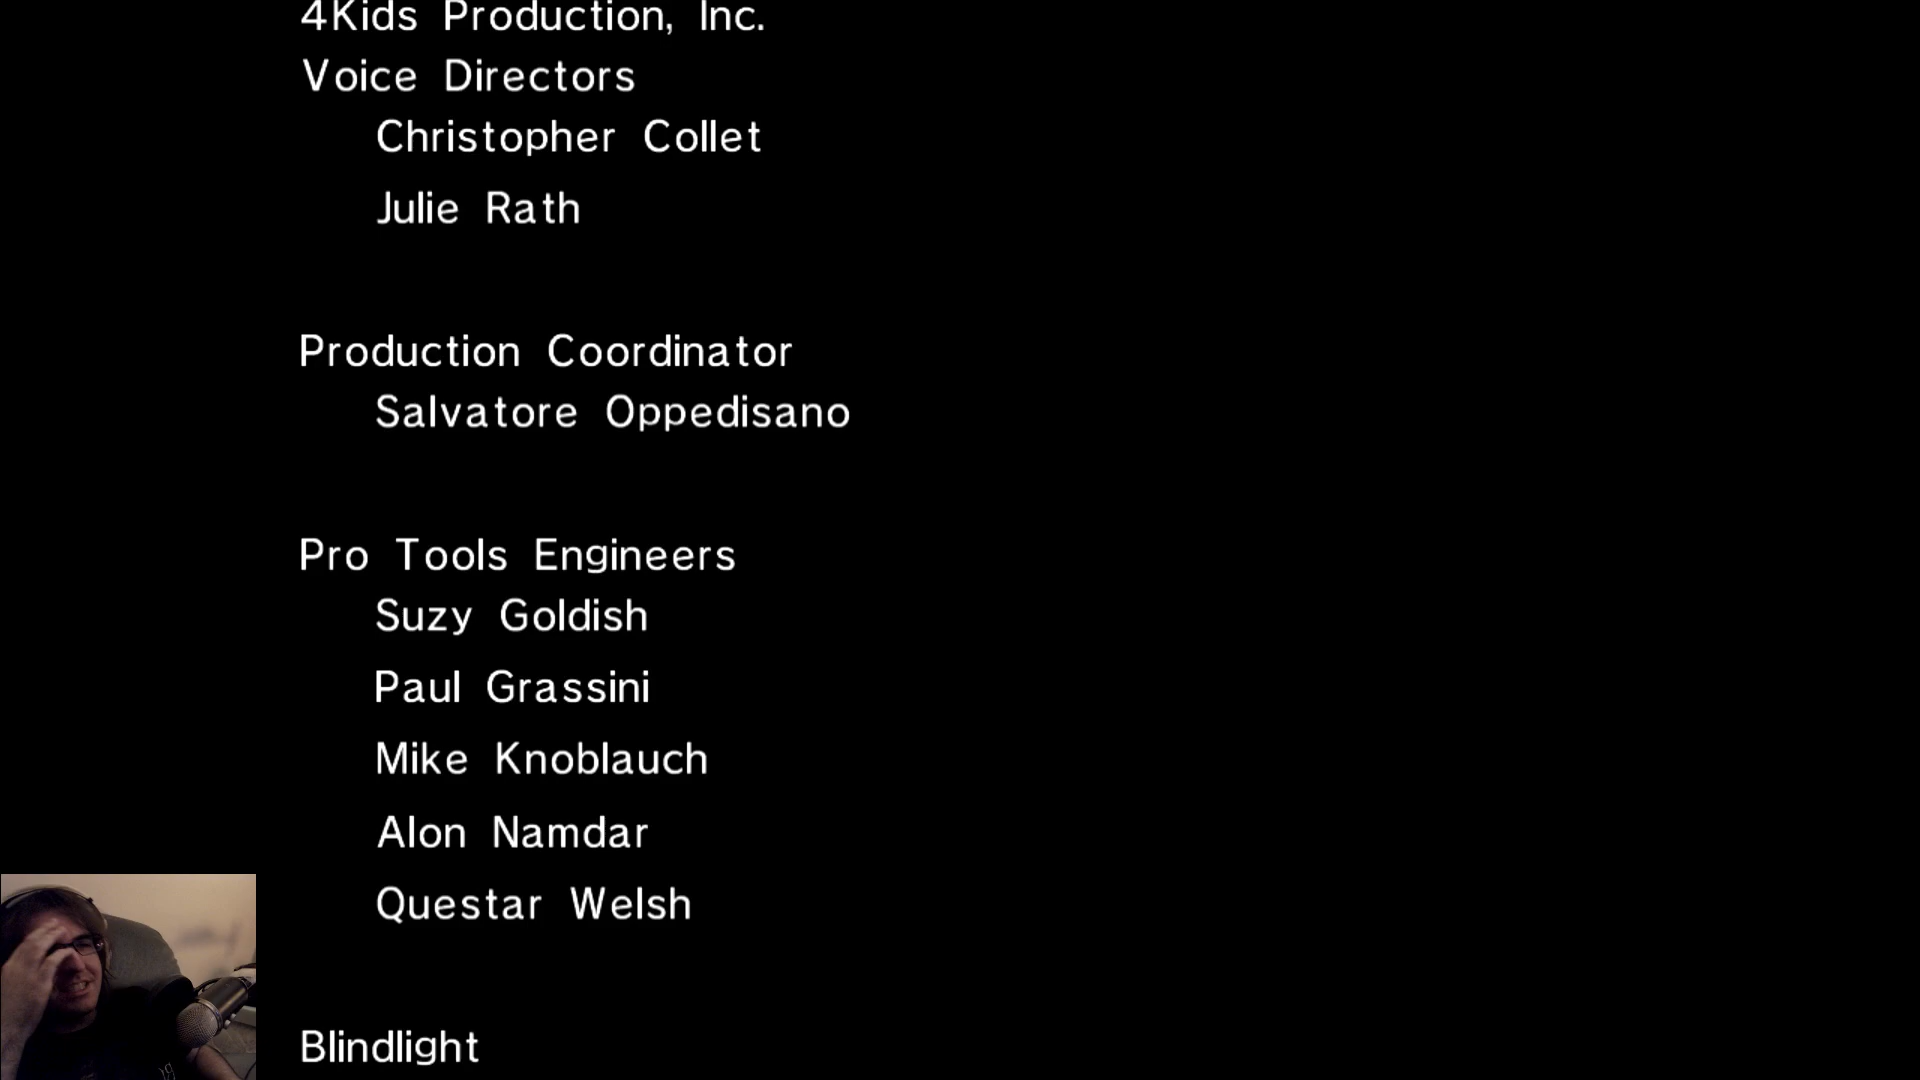 4Kids Production, Inc.
Voice Directors
Christopher Collet
Julie Rath
Production Coordinator
Salvatore Oppedisano
Pro Tools Engineers
Suzy Goldish
Paul Grassini
Mike Knoblauch
Alon Namdar
Questar Welsh
Blindlight